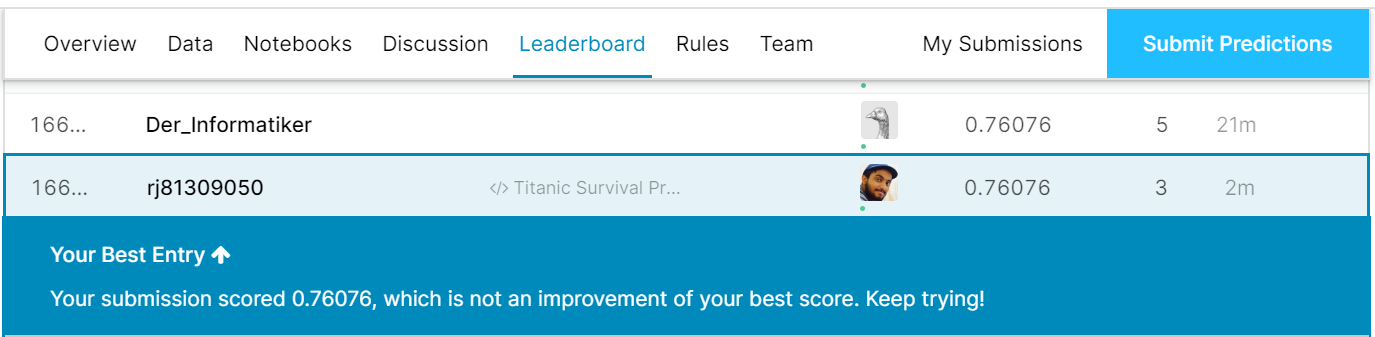 Overview Data Notebooks Discussion Leaderboard Rules Team My Submissions Submit Predictions
166... Der_Informatiker 0.76076 5 21m
166... rj81309050 </> Titanic Survival Pr... 0.76076 3 2m
Your Best Entry ↑
Your submission scored 0.76076, which is not an improvement of your best score. Keep trying!